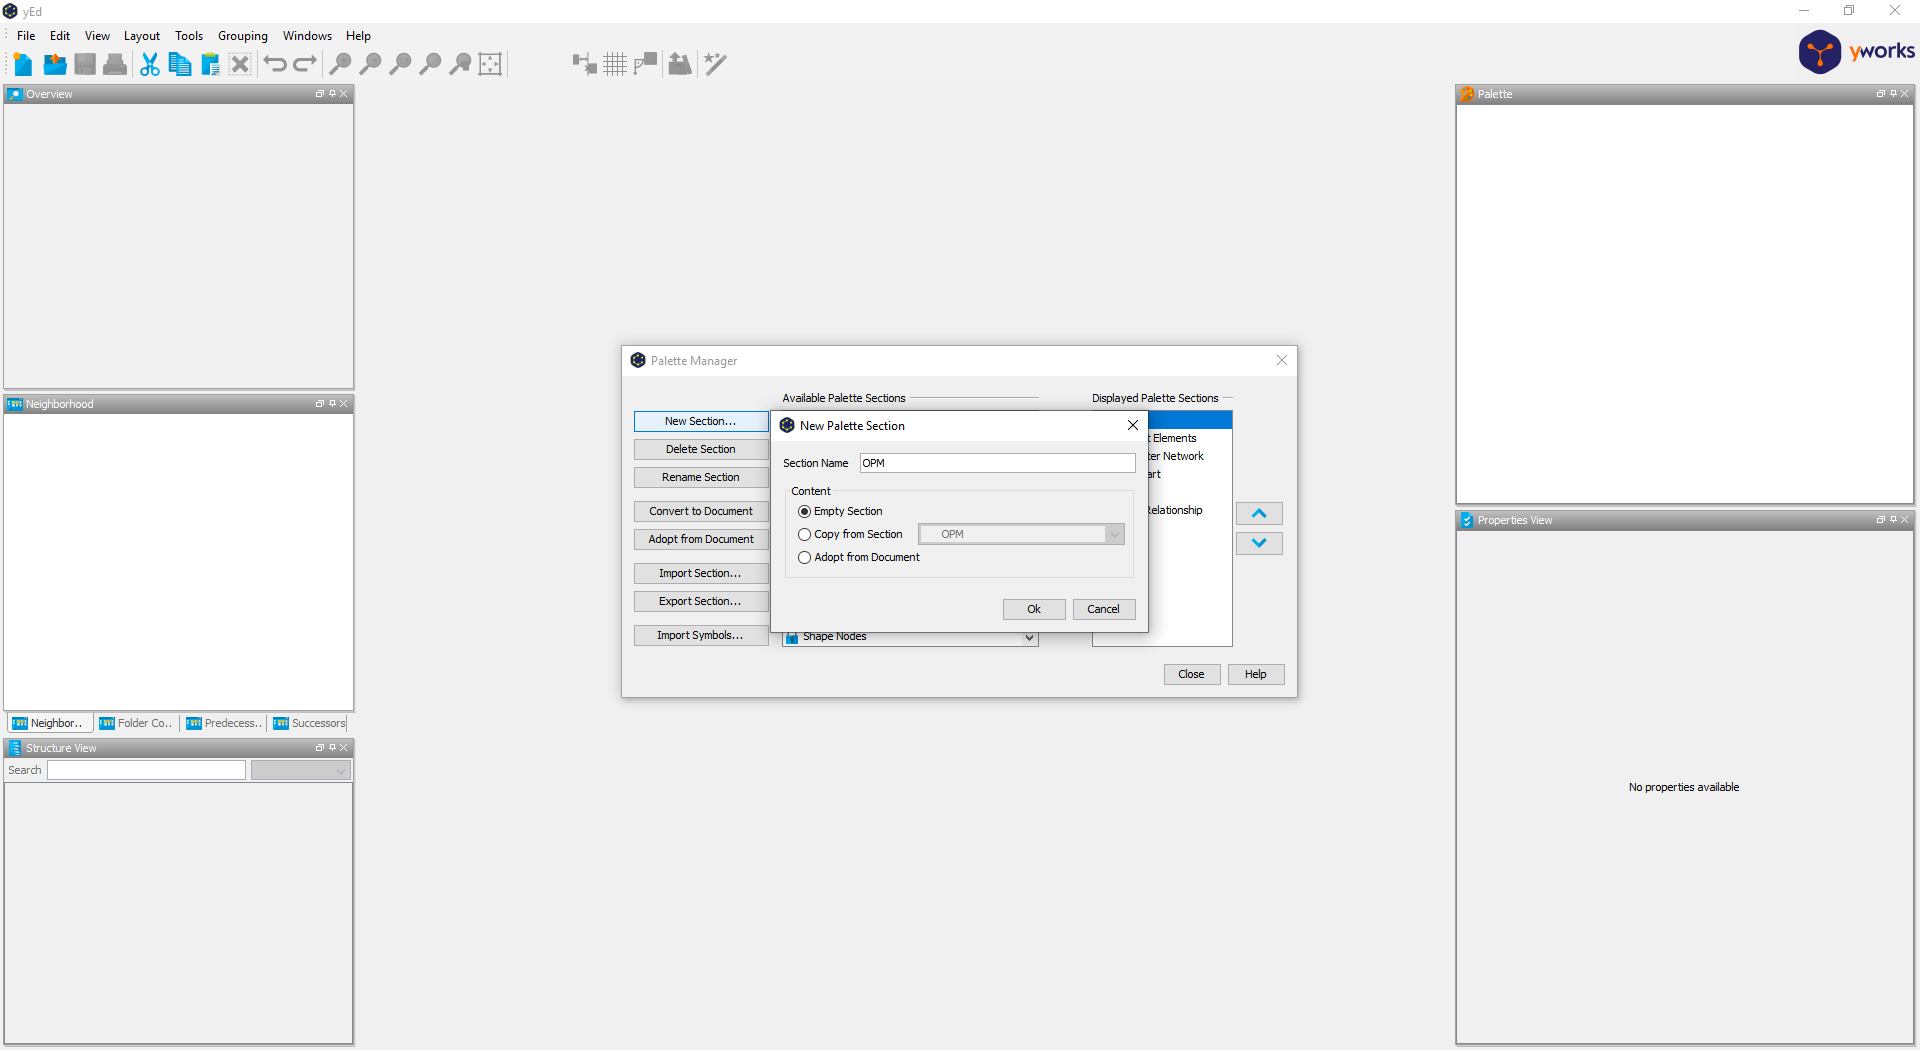 yEd
File Edit View Layout Tools Grouping Windows Help
yworks
Overview
Palette
Neighborhood
Neighbor..
Folder Co..
Predecess..
Successors
Structure View
Search
Properties View
No properties available
Palette Manager
Available Palette Sections
Displayed Palette Sections
New Section...
Delete Section
Rename Section
Convert to Document
Adopt from Document
Import Section...
Export Section...
Import Symbols...
New Palette Section
Section Name OPM
Content
Empty Section
Copy from Section OPM
Adopt from Document
Ok Cancel
t Elements
ter Network
art
Relationship
Shape Nodes
Close Help